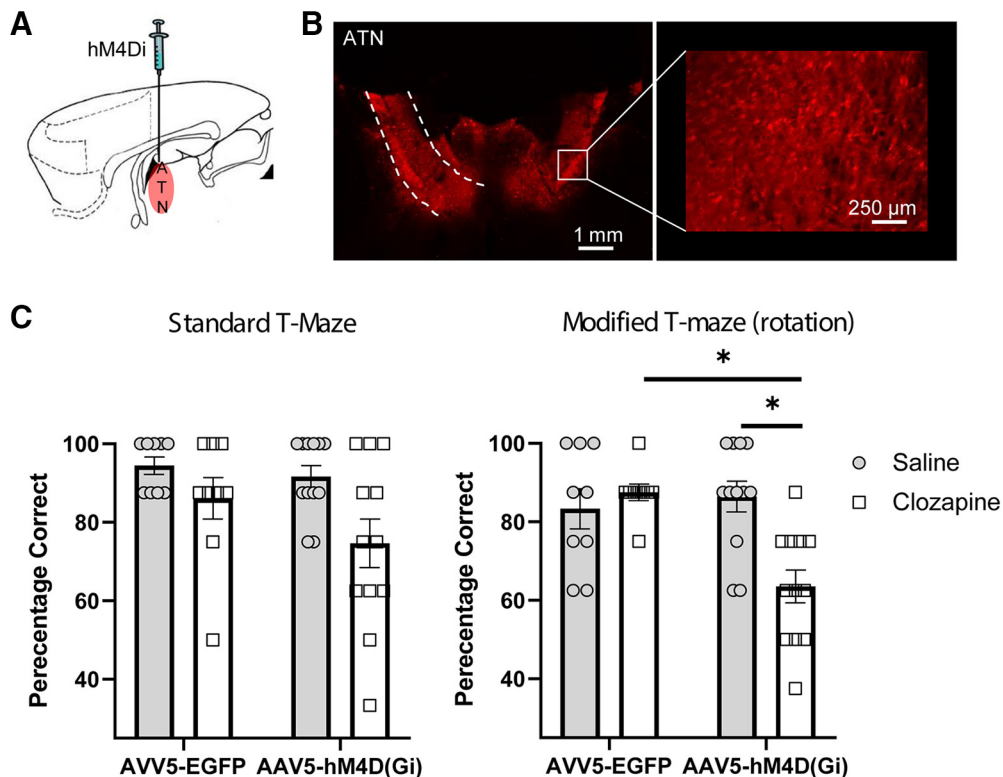 A
hM4Di
A
T
N
B
ATN
1 mm
250 µm
C
Standard T-Maze
Modified T-maze (rotation)
*
*
Perecentage Correct
100
80
60
40
AVV5-EGFP
AAV5-hM4D(Gi)
Perecentage Correct
100
80
60
40
AVV5-EGFP
AAV5-hM4D(Gi)
Saline
Clozapine